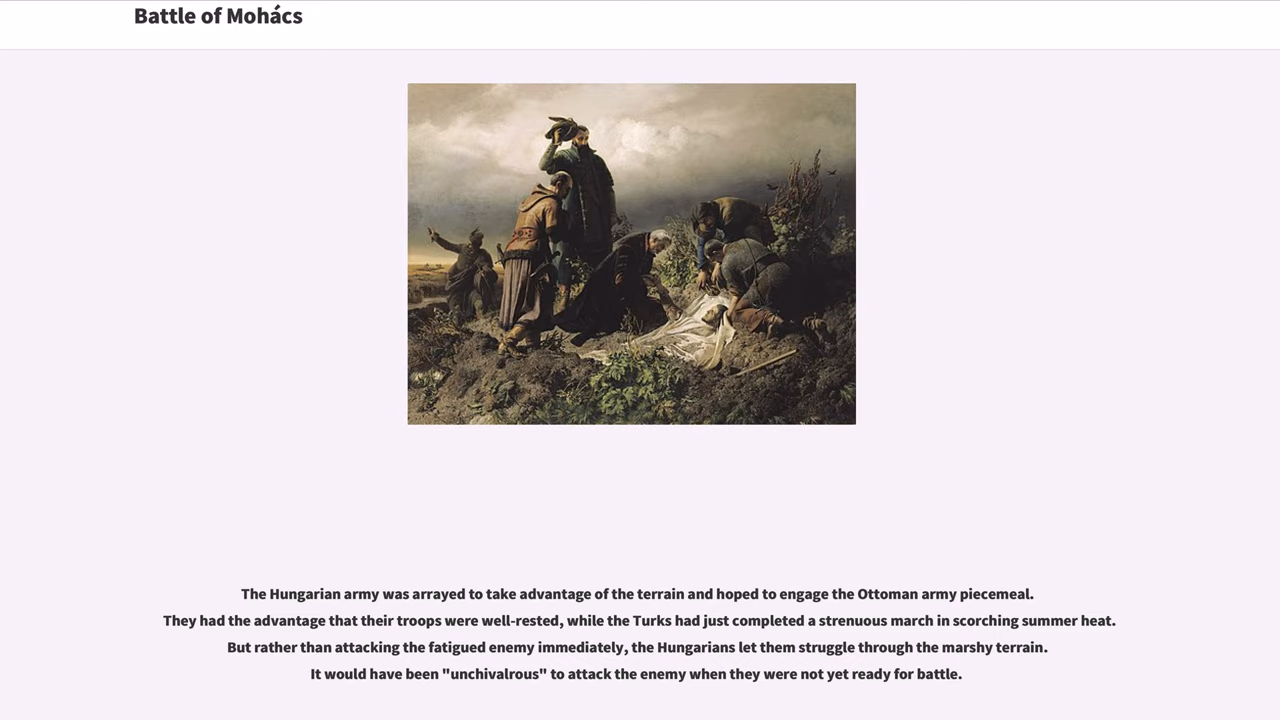 Battle of Mohács
The Hungarian army was arrayed to take advantage of the terrain and hoped to engage the Ottoman army piecemeal.
They had the advantage that their troops were well-rested, while the Turks had just completed a strenuous march in scorching summer heat.
But rather than attacking the fatigued enemy immediately, the Hungarians let them struggle through the marshy terrain.
It would have been "unchivalrous" to attack the enemy when they were not yet ready for battle.